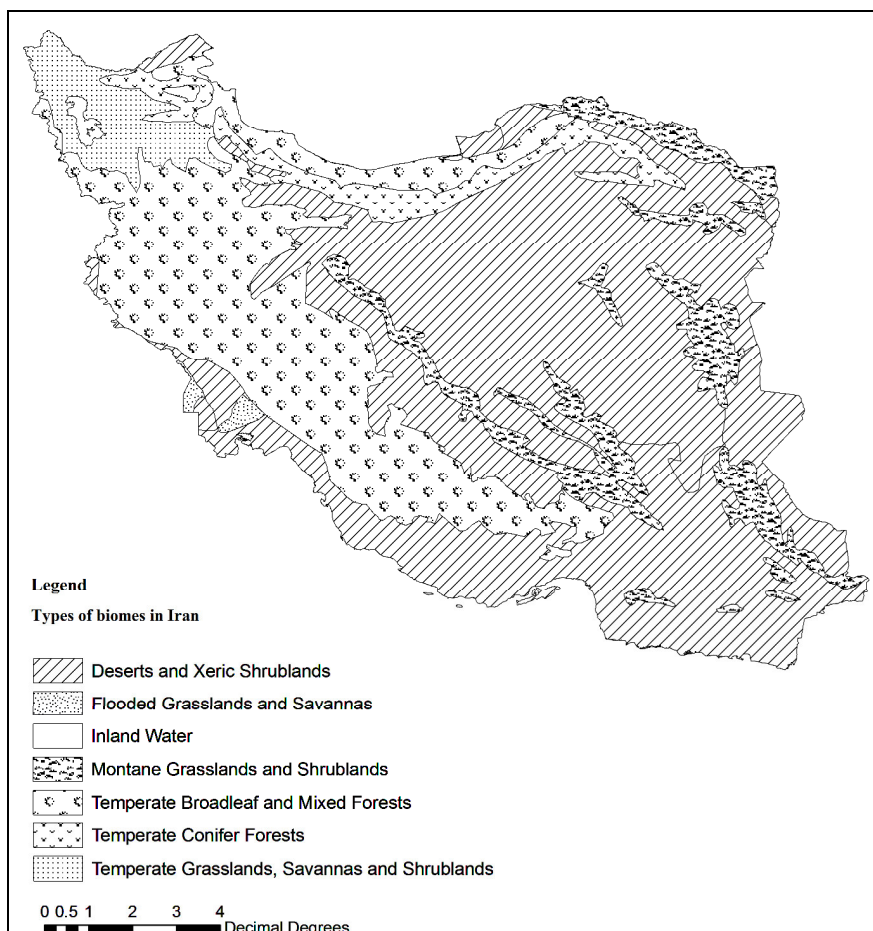 Legend
Types of biomes in Iran
Deserts and Xeric Shrublands
Flooded Grasslands and Savannas
Inland Water
Montane Grasslands and Shrublands
Temperate Broadleaf and Mixed Forests
Temperate Conifer Forests
Temperate Grasslands, Savannas and Shrublands
0 0.5 1 2 3 4
Decimal Degrees